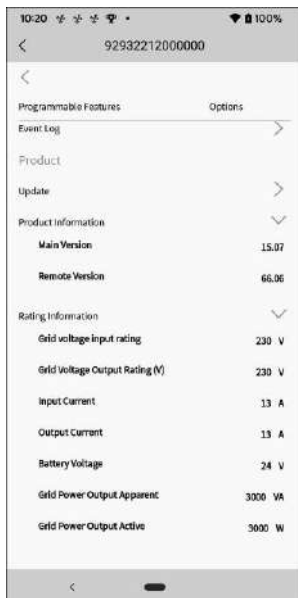 10:20 100%
92932212000000
Programmable Features Options
Event Log
Product
Update
Product Information
Main Version 15.07
Remote Version 66.06
Rating Information
Grid voltage input rating 230 V
Grid Voltage Output Rating (V) 230 V
Input Current 13 A
Output Current 13 A
Battery Voltage 24 V
Grid Power Output Apparent 3000 VA
Grid Power Output Active 3000 W